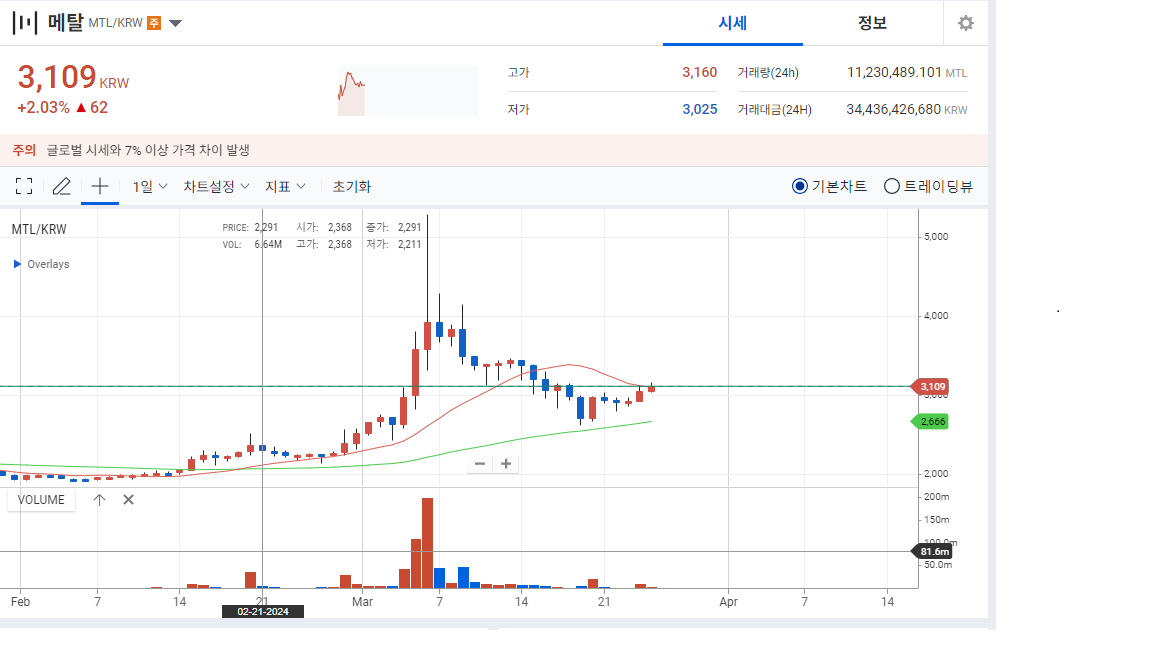 메탈 MTL/KRW 주 시세 정보
3,109 KRW
+2.03% ▲ 62
고가 3,160 거래량(24h) 11,230,489.101 MTL
저가 3,025 거래대금(24H) 34,436,426,680 KRW
주의 글로벌 시세와 7% 이상 가격 차이 발생
1일 차트설정 지표 초기화 기본차트 트레이딩뷰
MTL/KRW
PRICE: 2,291 시가: 2,368 종가: 2,291
VOL: 6.64M 고가: 2,368 저가: 2,211
Overlays
5,000
4,000
3,109
3,000
2,666
2,000
VOLUME
200m
150m
100.0m
81.6m
50.0m
Feb 7 14 21 Mar 7 14 21 Apr 7 14
02-21-2024